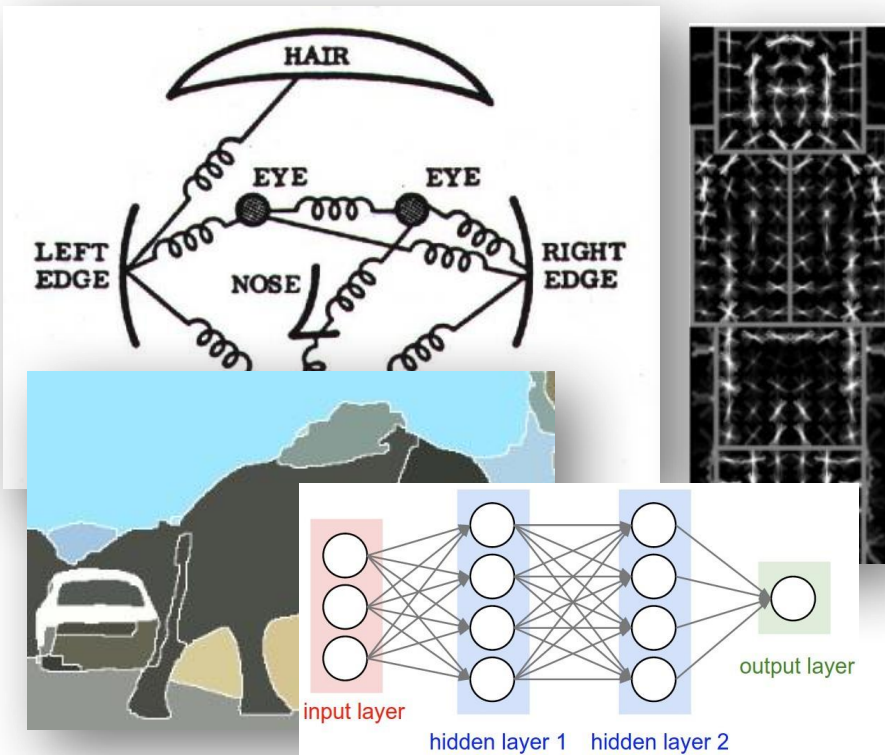 HAIR
EYE EYE
LEFT
EDGE
NOSE
RIGHT
EDGE
input layer
hidden layer 1 hidden layer 2
output layer